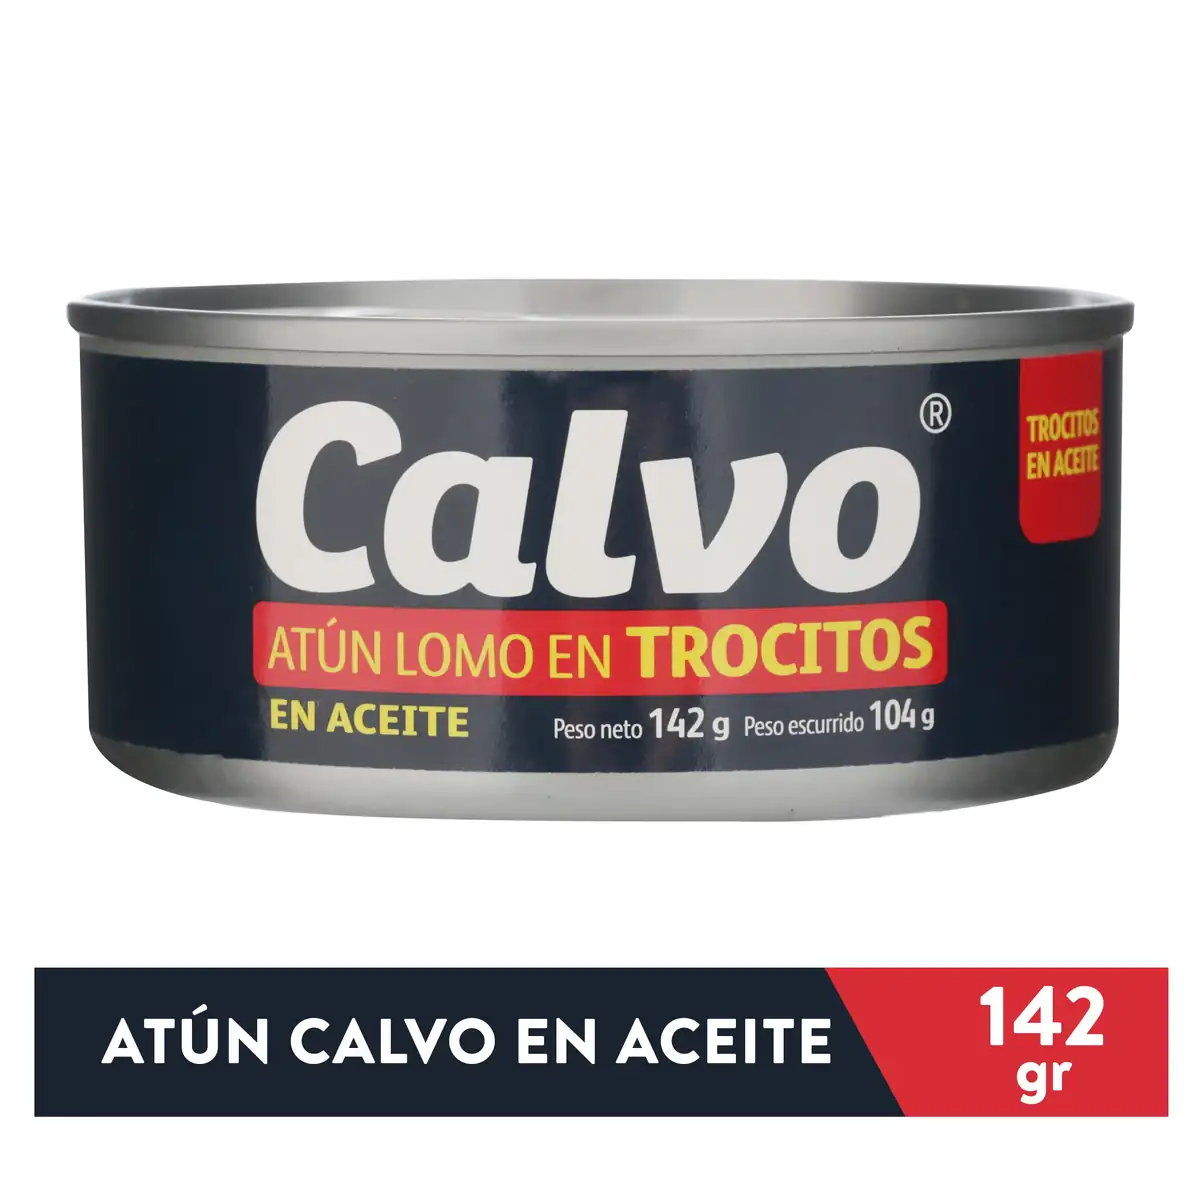 Calvo®
TROCITOS
EN ACEITE
ATÚN LOMO EN TROCITOS
EN ACEITE
Peso neto 142 g Peso escurrido 104 g
ATÚN CALVO EN ACEITE
142
gr